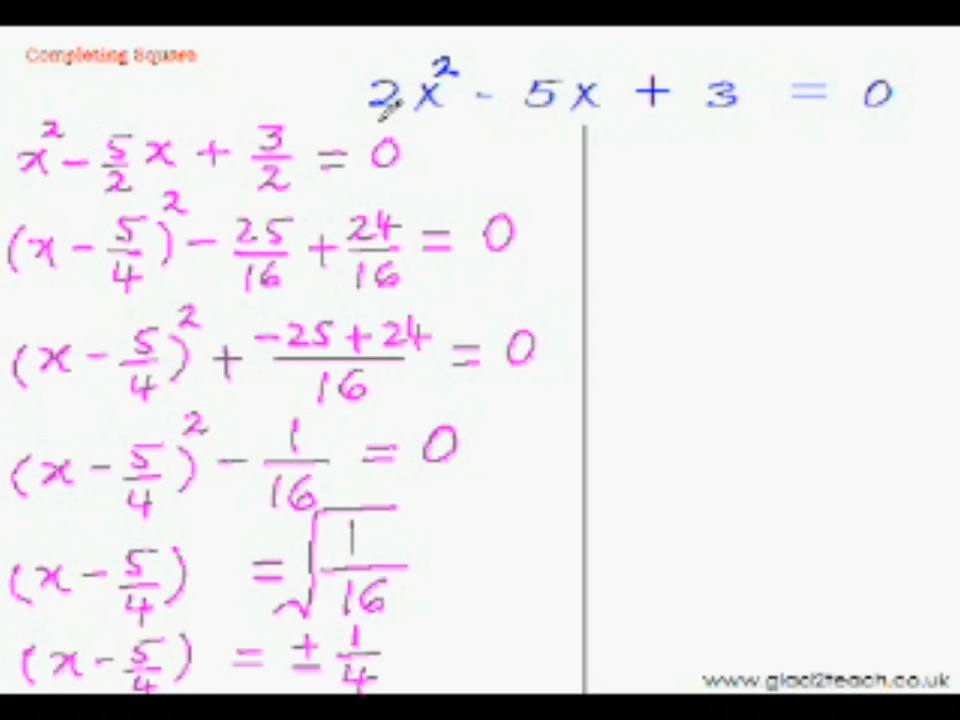 Completing Square
2x² - 5x + 3 = 0
x² - 5/2 x + 3/2 = 0
(x - 5/4)² - 25/16 + 24/16 = 0
(x - 5/4)² + -25+24/16 = 0
(x - 5/4)² - 1/16 = 0
(x - 5/4) = √1/16
(x - 5/4) = ± 1/4
www.glad2teach.co.uk